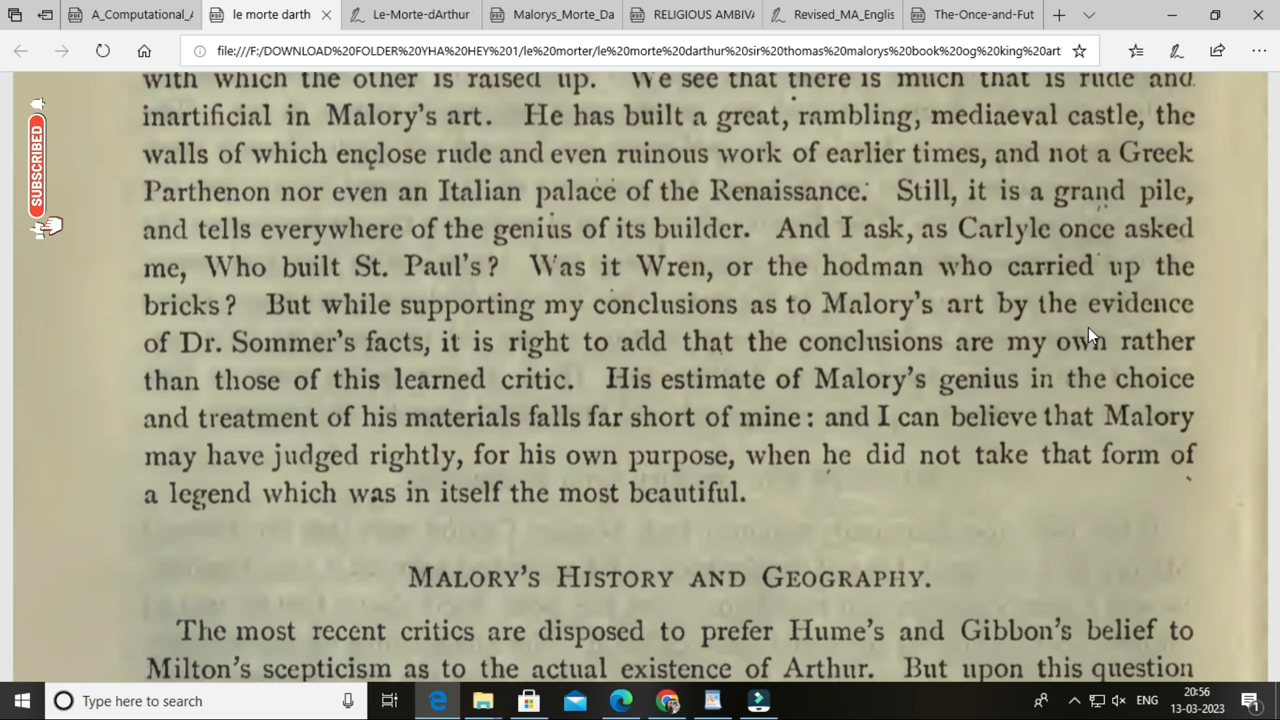 A_Computational_A
le morte darth
Le-Morte-dArthur
Malorys_Morte_Da
RELIGIOUS AMBIVA
Revised_MA_Englis
The-Once-and-Fut
file:///F:/DOWNLOAD%20FOLDER%20YHA%20HEY%201/le%20morter/le%20morte%20darthur%20sir%20thomas%20malorys%20book%20og%20king%20art
SUBSCRIBED
with which the other is raised up. We see that there is much that is rude and
inartificial in Malory's art. He has built a great, rambling, mediaeval castle, the
walls of which enclose rude and even ruinous work of earlier times, and not a Greek
Parthenon nor even an Italian palace of the Renaissance. Still, it is a grand pile,
and tells everywhere of the genius of its builder. And I ask, as Carlyle once asked
me, Who built St. Paul's? Was it Wren, or the hodman who carried up the
bricks? But while supporting my conclusions as to Malory's art by the evidence
of Dr. Sommer's facts, it is right to add that the conclusions are my own rather
than those of this learned critic. His estimate of Malory's genius in the choice
and treatment of his materials falls far short of mine: and I can believe that Malory
may have judged rightly, for his own purpose, when he did not take that form of
a legend which was in itself the most beautiful.
MALORY'S HISTORY AND GEOGRAPHY.
The most recent critics are disposed to prefer Hume's and Gibbon's belief to
Milton's scepticism as to the actual existence of Arthur. But upon this question
Type here to search
ENG
20:56
13-03-2023
1